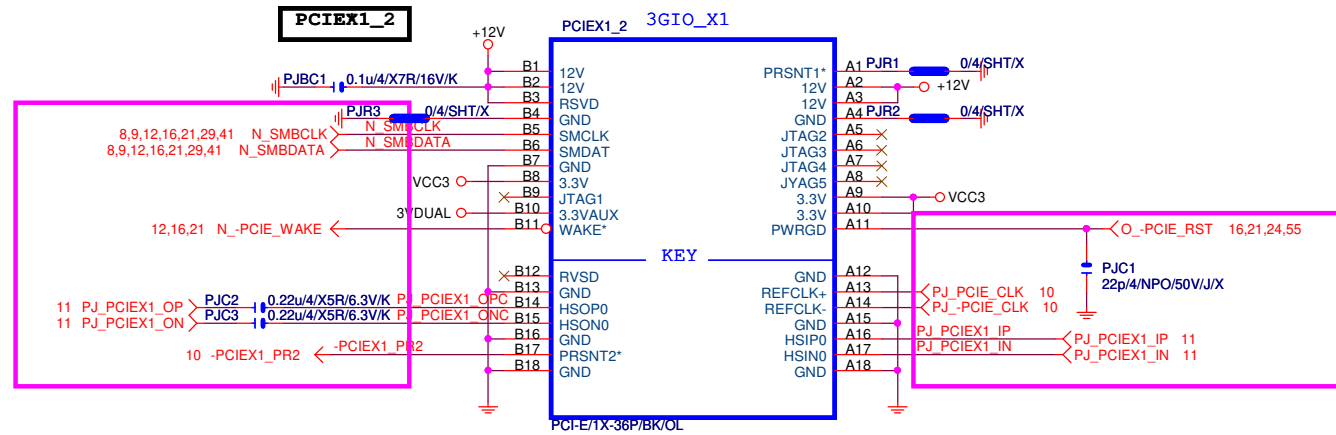 PCIEX1_2
PCIEX1_2 3GIO_X1
+12V
PJBC1 0.1u/4/X7R/16V/K
B1 12V PRSNT1* A1 PJR1 0/4/SHT/X
B2 12V 12V A2 +12V
B3 RSVD 12V A3
PJR3 0/4/SHT/X B4 GND GND A4 PJR2 0/4/SHT/X
8,9,12,16,21,29,41 N_SMBCLK N_SMBCLK B5 SMCLK JTAG2 A5
8,9,12,16,21,29,41 N_SMBDATA N_SMBDATA B6 SMDAT JTAG3 A6
B7 GND JTAG4 A7
VCC3 B8 3.3V JYAG5 A8
B9 JTAG1 3.3V A9 VCC3
3VDUAL B10 3.3VAUX 3.3V A10
12,16,21 N_-PCIE_WAKE B11 WAKE* PWRGD A11 O_-PCIE_RST 16,21,24,55
KEY
PJC1
22p/4/NPO/50V/J/X
B12 RVSD GND A12
B13 GND REFCLK+ A13 PJ_PCIE_CLK 10
11 PJ_PCIEX1_OP PJC2 0.22u/4/X5R/6.3V/K PJ_PCIEX1_OPC B14 HSOP0 REFCLK- A14 PJ_-PCIE_CLK 10
11 PJ_PCIEX1_ON PJC3 0.22u/4/X5R/6.3V/K PJ_PCIEX1_ONC B15 HSON0 GND A15
B16 GND HSIP0 A16 PJ_PCIEX1_IP PJ_PCIEX1_IP 11
10 -PCIEX1_PR2 -PCIEX1_PR2 B17 PRSNT2* HSIN0 A17 PJ_PCIEX1_IN PJ_PCIEX1_IN 11
B18 GND GND A18
PCI-E/1X-36P/BK/OL